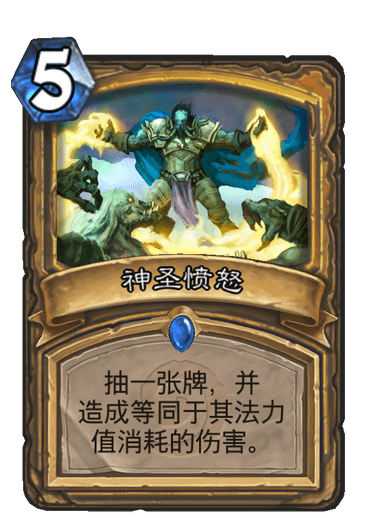 5
神圣愤怒
抽一张牌，并
造成等同于其法力
值消耗的伤害。